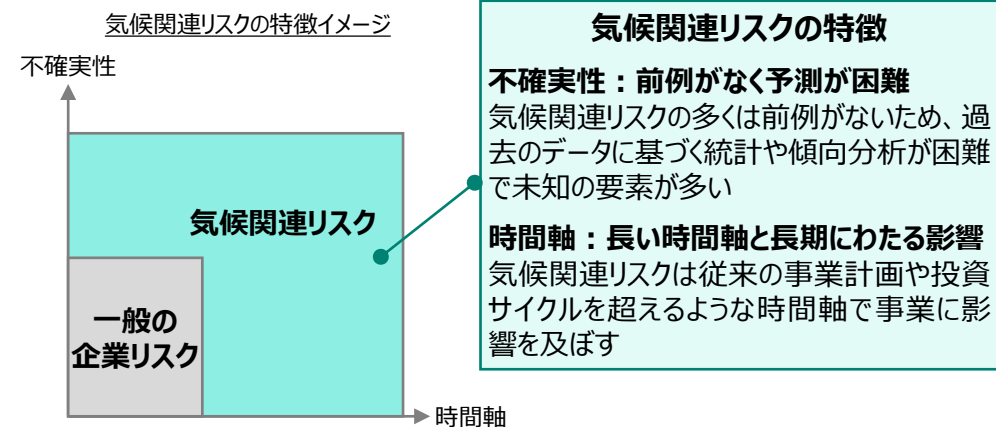 気候関連リスクの特徴イメージ
不確実性
気候関連リスク
一般の
企業リスク
時間軸
気候関連リスクの特徴
不確実性：前例がなく予測が困難
気候関連リスクの多くは前例がないため、過
去のデータに基づく統計や傾向分析が困難
で未知の要素が多い
時間軸：長い時間軸と長期にわたる影響
気候関連リスクは従来の事業計画や投資
サイクルを超えるような時間軸で事業に影
響を及ぼす